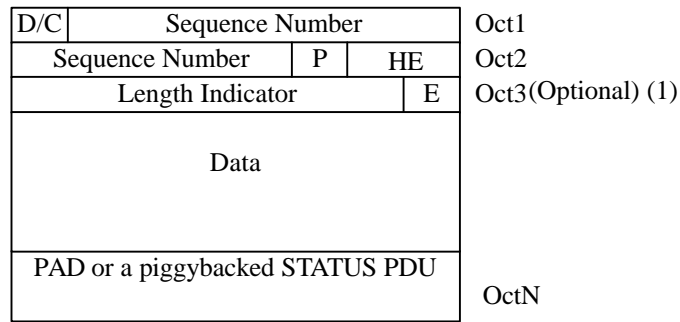 D/C Sequence Number Oct1
Sequence Number P HE Oct2
Length Indicator E Oct3(Optional) (1)
Data
PAD or a piggybacked STATUS PDU
OctN